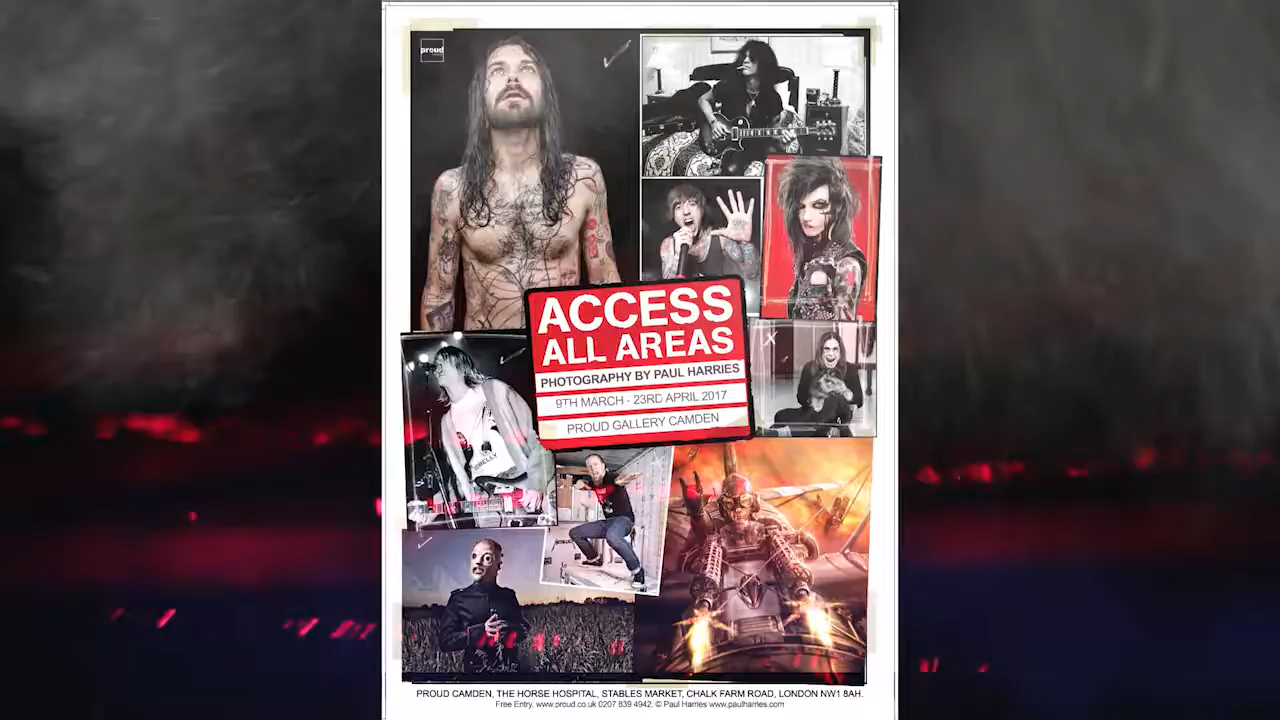 proud
ACCESS
ALL AREAS
PHOTOGRAPHY BY PAUL HARRIES
9TH MARCH - 23RD APRIL 2017
PROUD GALLERY CAMDEN
PROUD CAMDEN, THE HORSE HOSPITAL, STABLES MARKET, CHALK FARM ROAD, LONDON NW1 8AH.
Free Entry, www.proud.co.uk 0207 839 4942. © Paul Harries www.paulharries.com